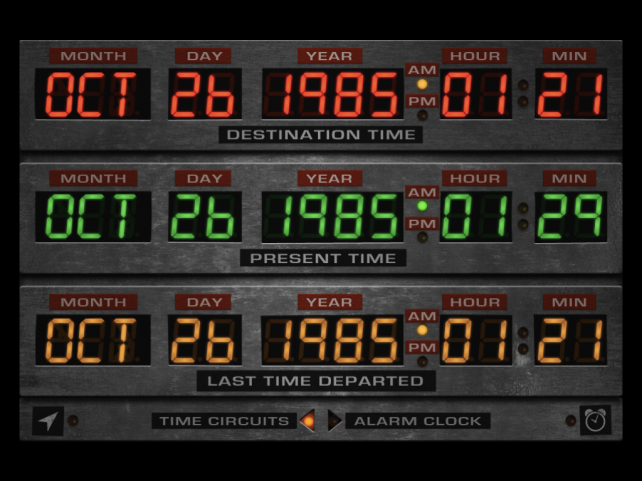 MONTH DAY YEAR HOUR MIN
AM
OCT 26 1985 01 21
PM
DESTINATION TIME
MONTH DAY YEAR HOUR MIN
AM
OCT 26 1985 01 29
PM
PRESENT TIME
MONTH DAY YEAR HOUR MIN
AM
OCT 26 1985 01 21
PM
LAST TIME DEPARTED
TIME CIRCUITS ALARM CLOCK